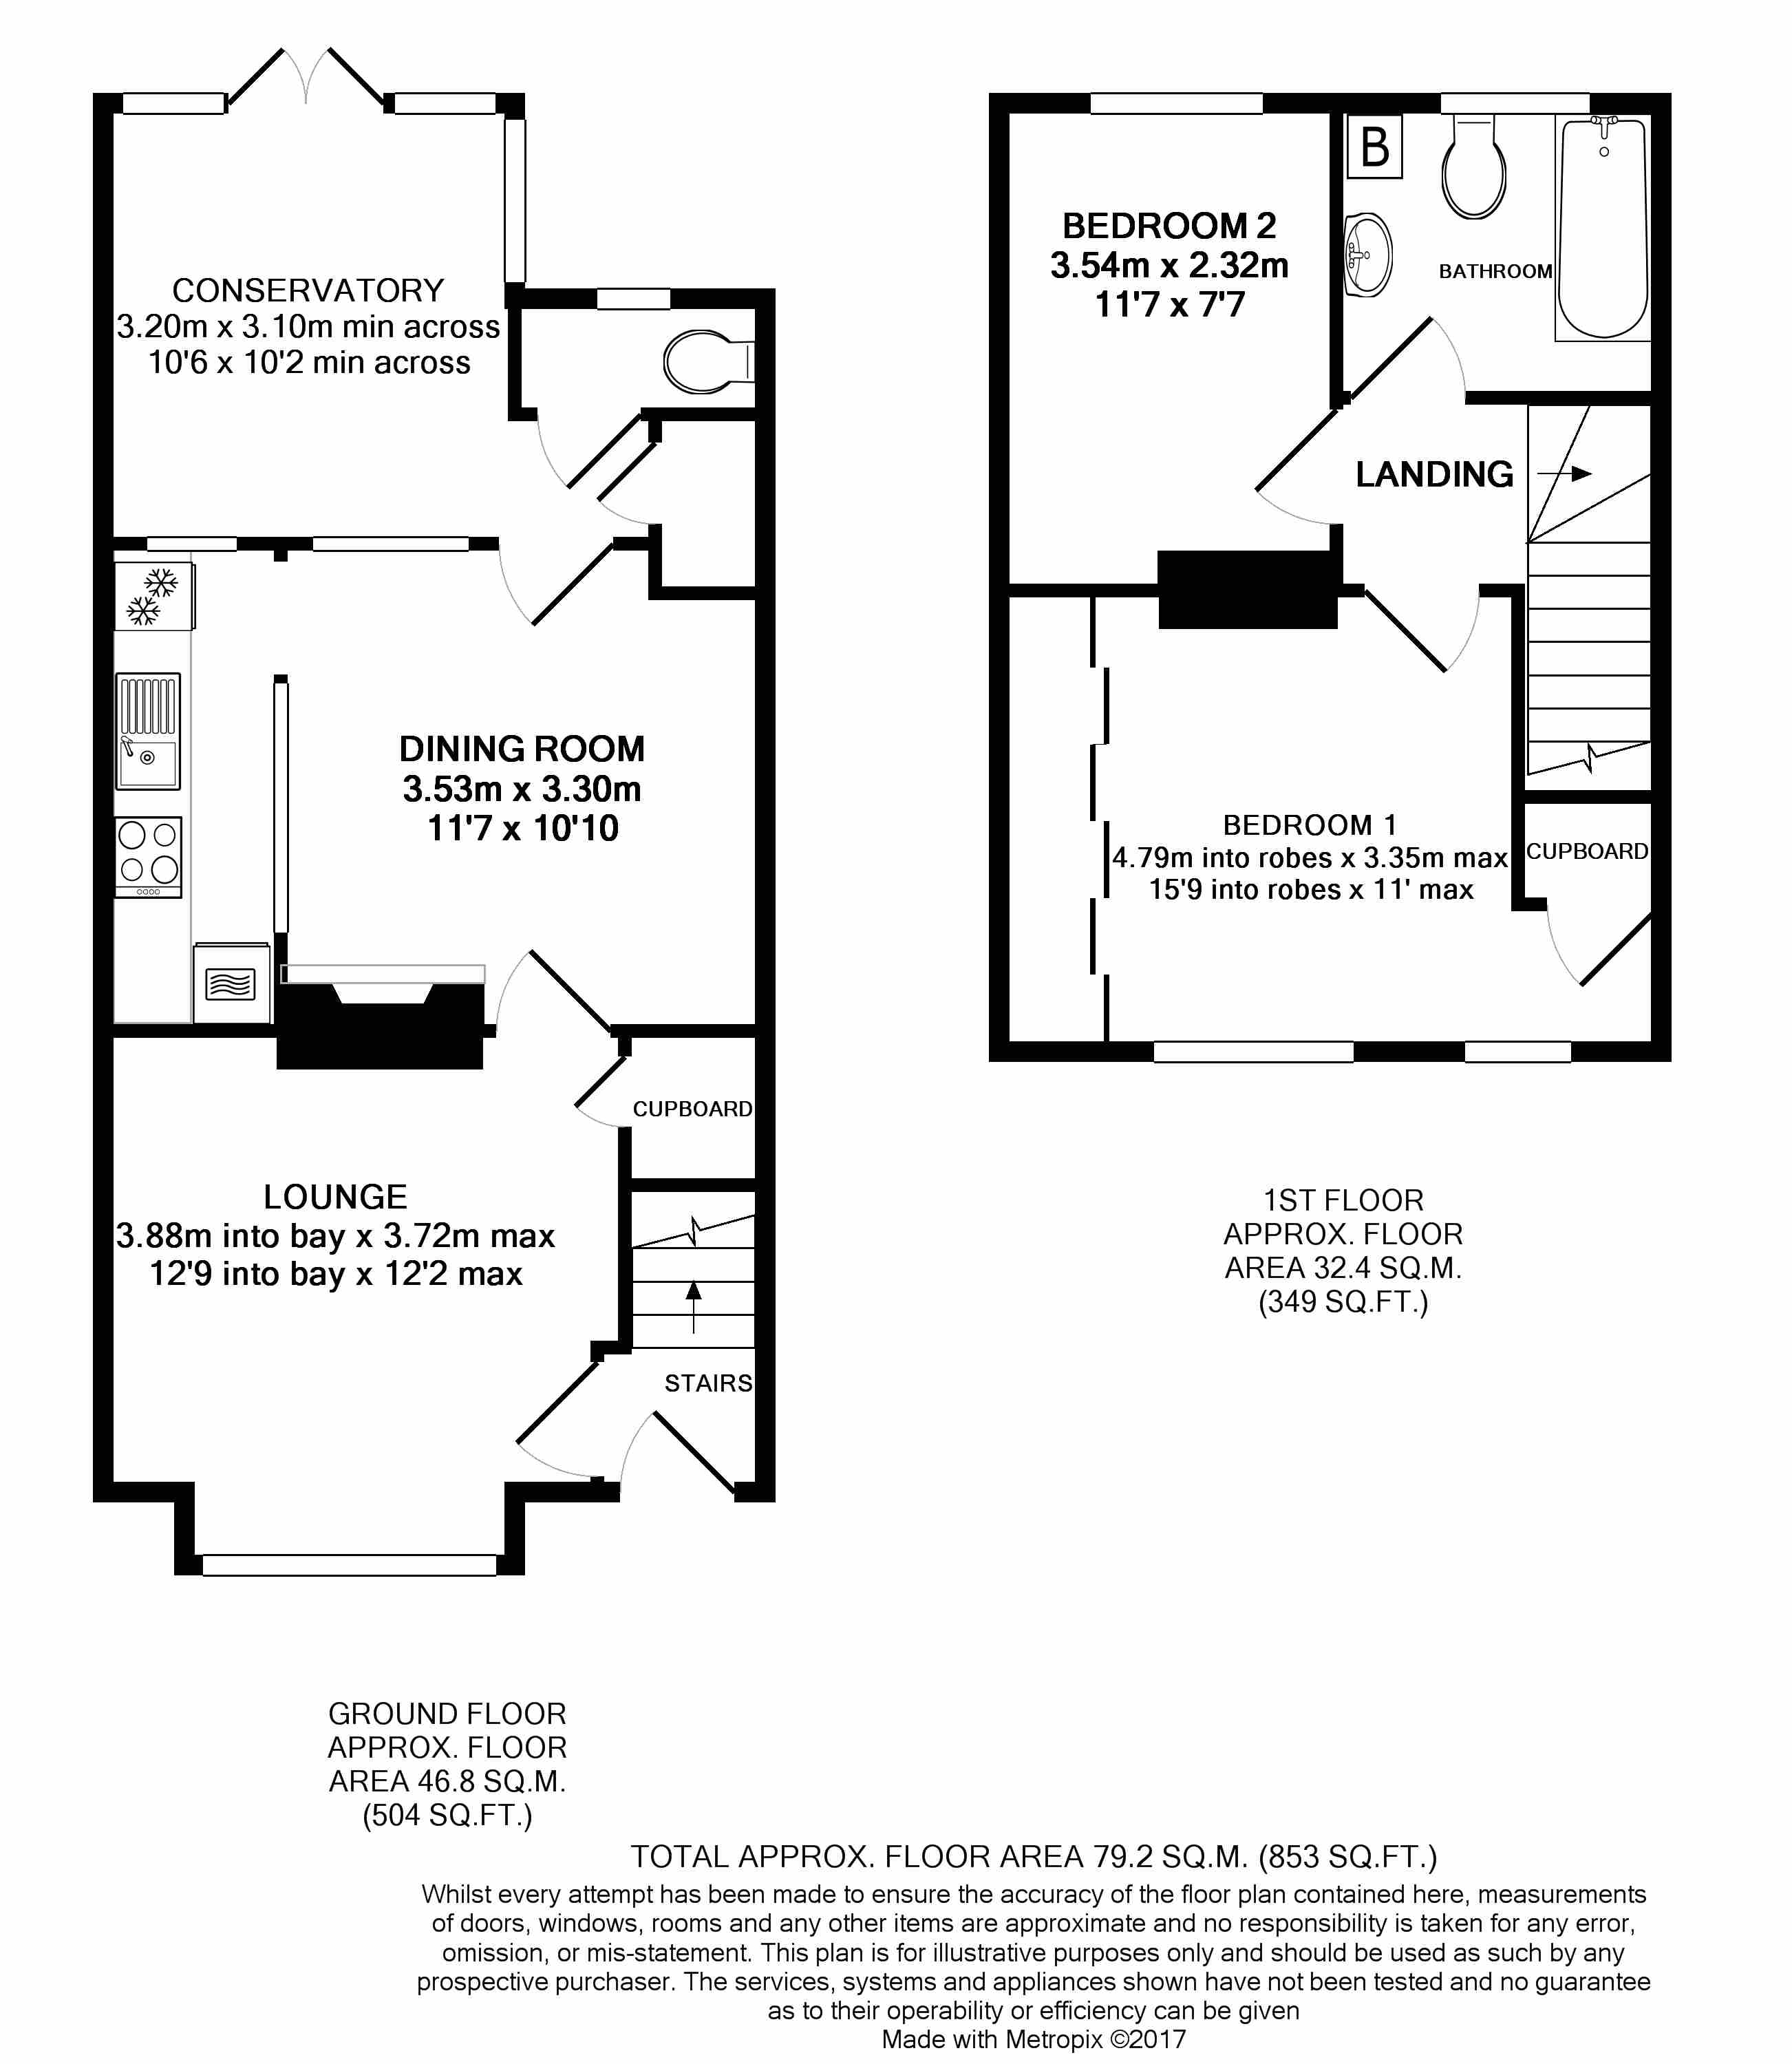 CONSERVATORY
3.20m x 3.10m min across
10'6 x 10'2 min across
DINING ROOM
3.53m x 3.30m
11'7 x 10'10
CUPBOARD
LOUNGE
3.88m into bay x 3.72m max
12'9 into bay x 12'2 max
STAIRS
GROUND FLOOR
APPROX. FLOOR
AREA 46.8 SQ.M.
(504 SQ.FT.)
B
BEDROOM 2
3.54m x 2.32m
11'7 x 7'7
BATHROOM
LANDING
BEDROOM 1
4.79m into robes x 3.35m max
15'9 into robes x 11' max
CUPBOARD
1ST FLOOR
APPROX. FLOOR
AREA 32.4 SQ.M.
(349 SQ.FT.)
TOTAL APPROX. FLOOR AREA 79.2 SQ.M. (853 SQ.FT.)
Whilst every attempt has been made to ensure the accuracy of the floor plan contained here, measurements
of doors, windows, rooms and any other items are approximate and no responsibility is taken for any error,
omission, or mis-statement. This plan is for illustrative purposes only and should be used as such by any
prospective purchaser. The services, systems and appliances shown have not been tested and no guarantee
as to their operability or efficiency can be given
Made with Metropix ©2017